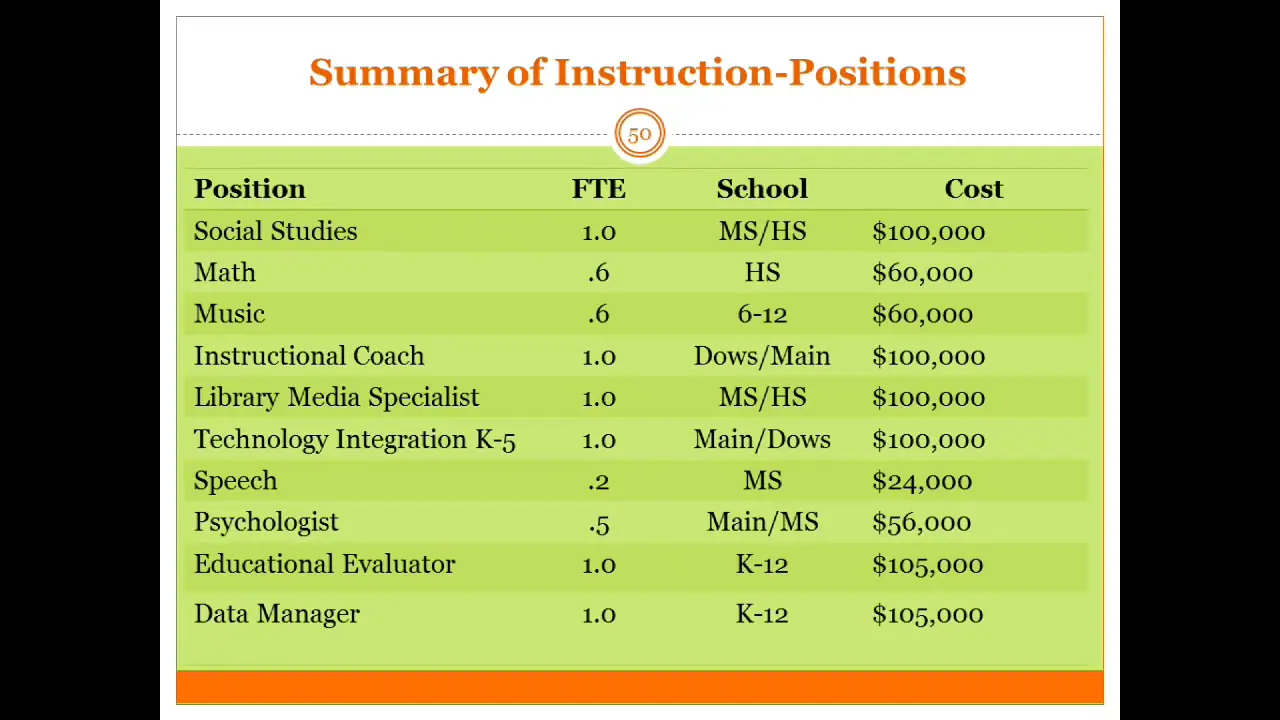 Summary of Instruction-Positions
50
Position FTE School Cost
Social Studies 1.0 MS/HS $100,000
Math .6 HS $60,000
Music .6 6-12 $60,000
Instructional Coach 1.0 Dows/Main $100,000
Library Media Specialist 1.0 MS/HS $100,000
Technology Integration K-5 1.0 Main/Dows $100,000
Speech .2 MS $24,000
Psychologist .5 Main/MS $56,000
Educational Evaluator 1.0 K-12 $105,000
Data Manager 1.0 K-12 $105,000